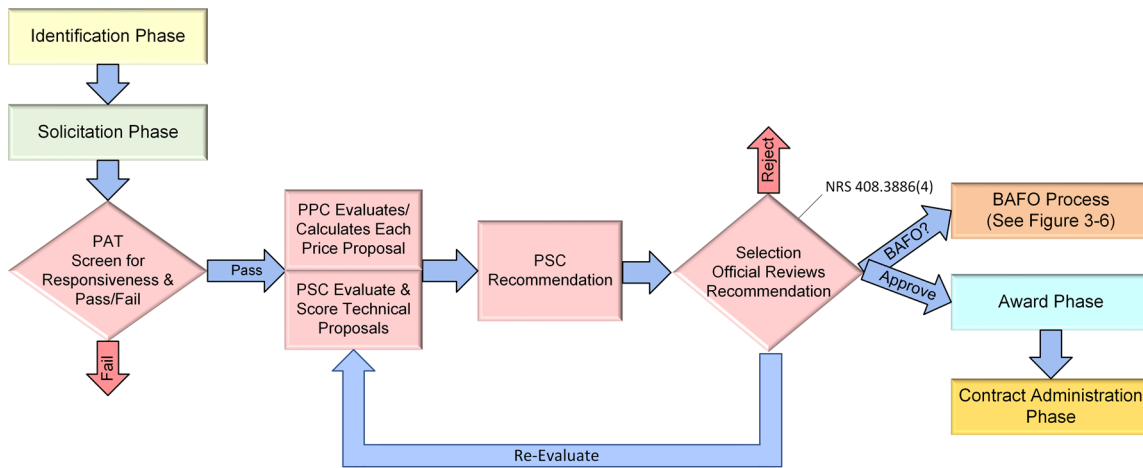 Identification Phase
Solicitation Phase
PAT
Screen for
Responsiveness &
Pass/Fail
Fail
Pass
PPC Evaluates/
Calculates Each
Price Proposal
PSC Evaluate &
Score Technical
Proposals
PSC
Recommendation
Reject
NRS 408.3886(4)
Selection
Official Reviews
Recommendation
BAFO?
Approve
BAFO Process
(See Figure 3-6)
Award Phase
Contract Administration
Phase
Re-Evaluate